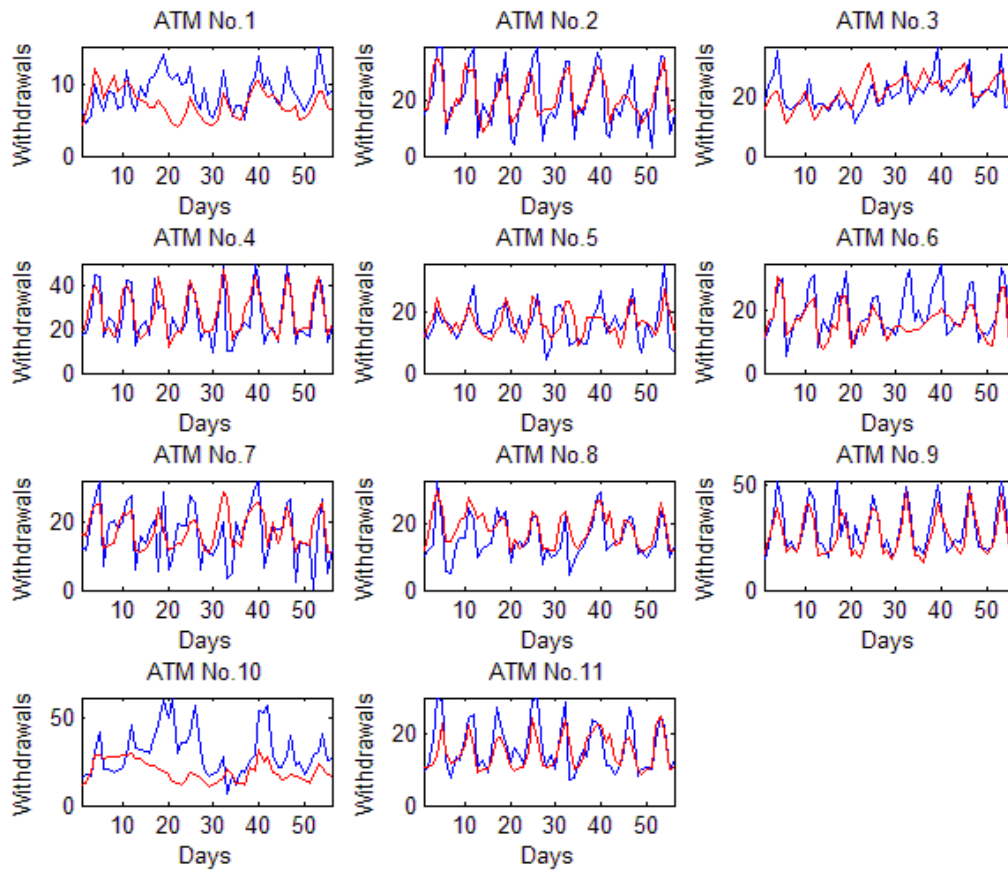 ATM No.1
Withdrawals
10
0
10 20 30 40 50
Days
ATM No.2
Withdrawals
20
0
10 20 30 40 50
Days
ATM No.3
Withdrawals
20
0
10 20 30 40 50
Days
ATM No.4
Withdrawals
40
20
0
10 20 30 40 50
Days
ATM No.5
Withdrawals
20
0
10 20 30 40 50
Days
ATM No.6
Withdrawals
20
0
10 20 30 40 50
Days
ATM No.7
Withdrawals
20
0
10 20 30 40 50
Days
ATM No.8
Withdrawals
20
0
10 20 30 40 50
Days
ATM No.9
Withdrawals
50
0
10 20 30 40 50
Days
ATM No.10
Withdrawals
50
0
10 20 30 40 50
Days
ATM No.11
Withdrawals
20
0
10 20 30 40 50
Days